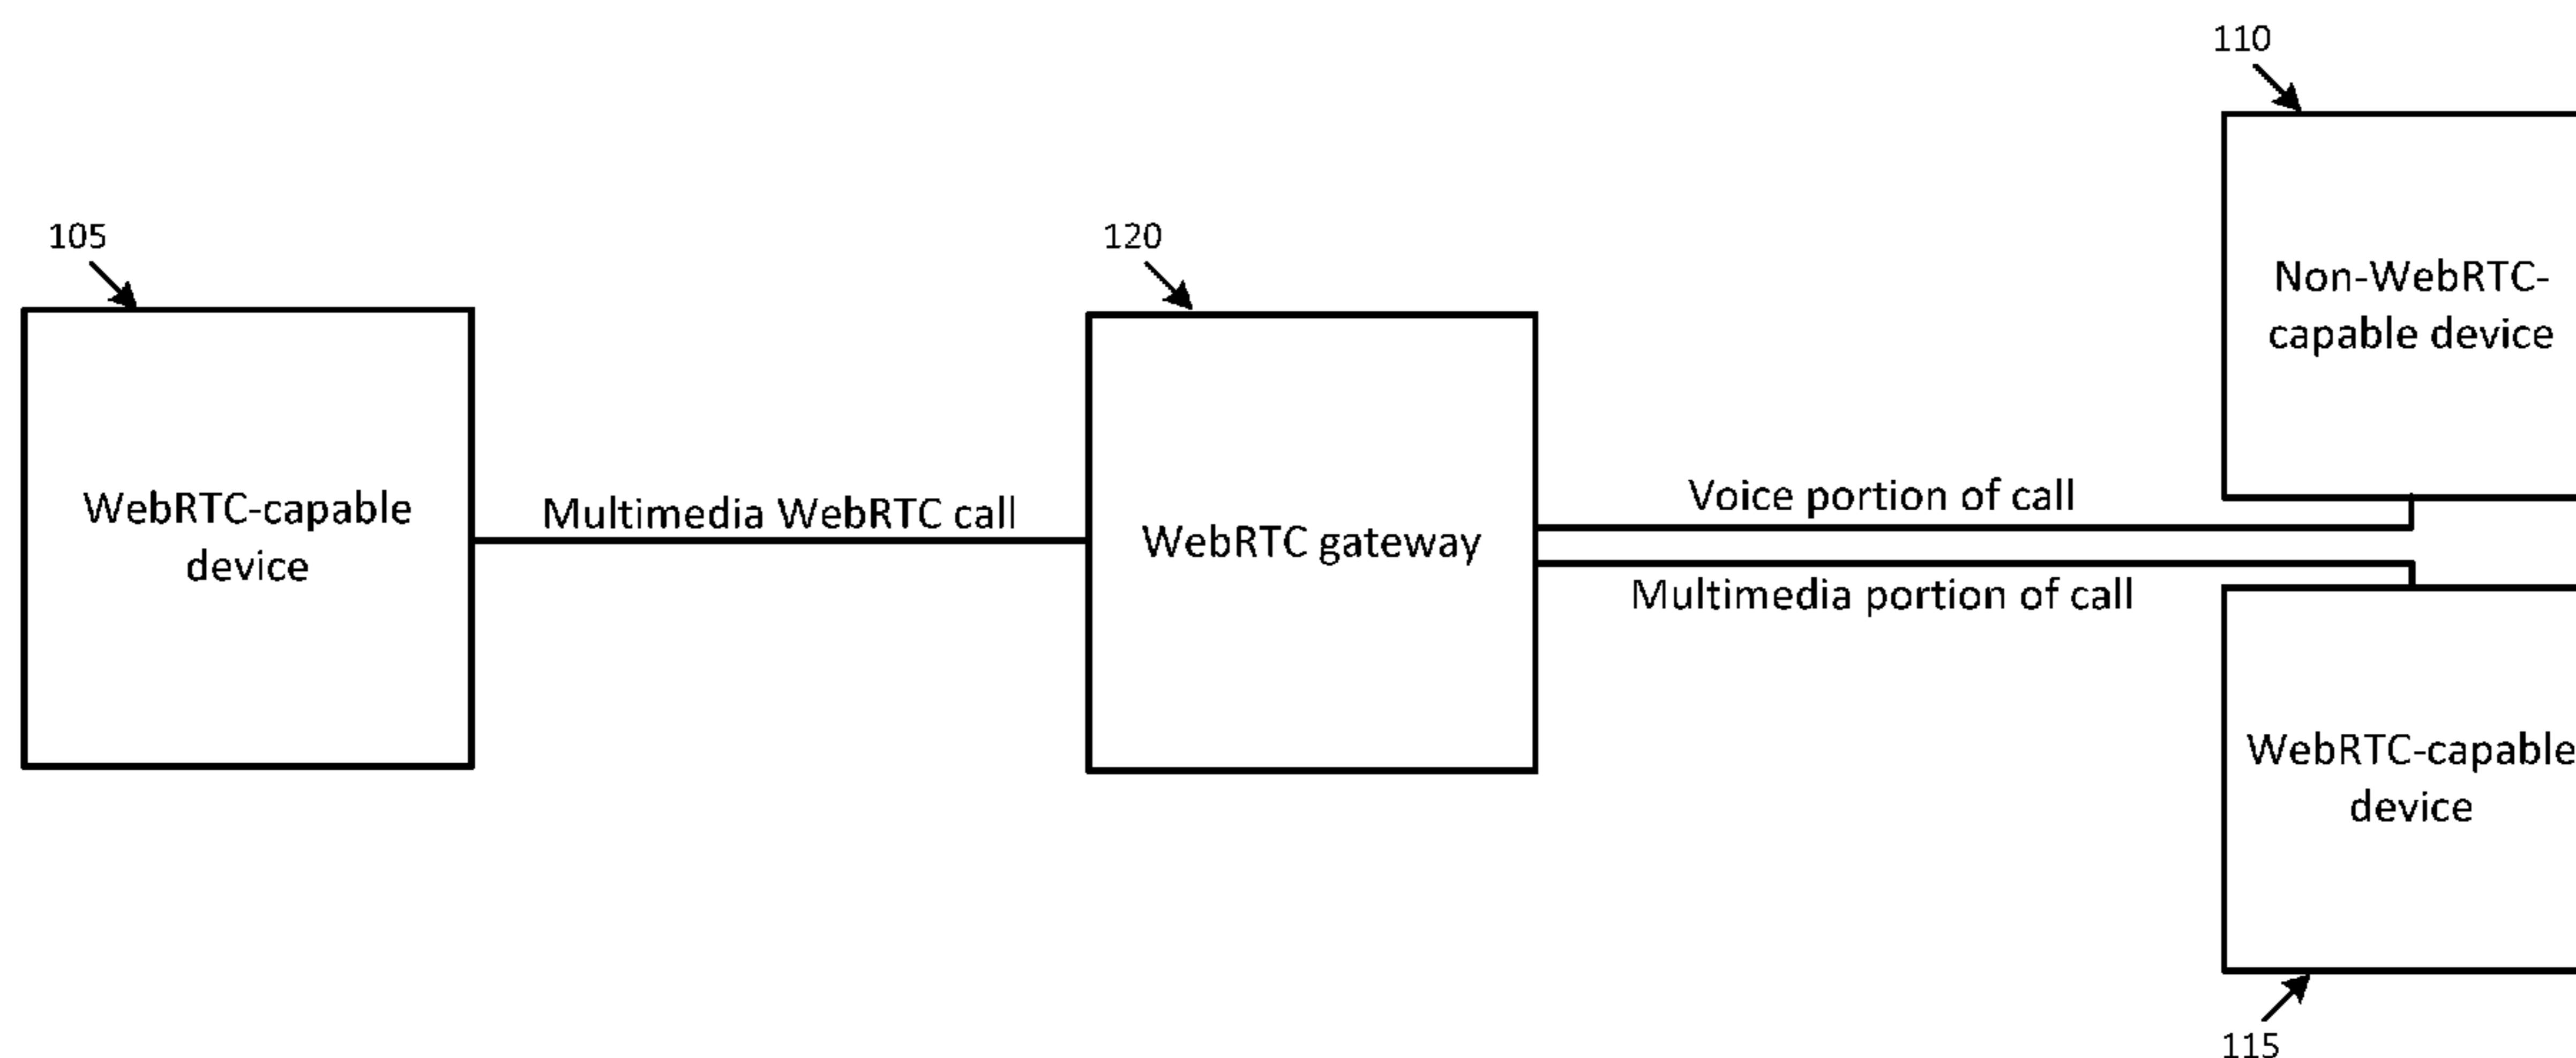 110
105
120
Non-WebRTC-
capable device
WebRTC-capable
device
Multimedia WebRTC call
WebRTC gateway
Voice portion of call
Multimedia portion of call
WebRTC-capable
device
115